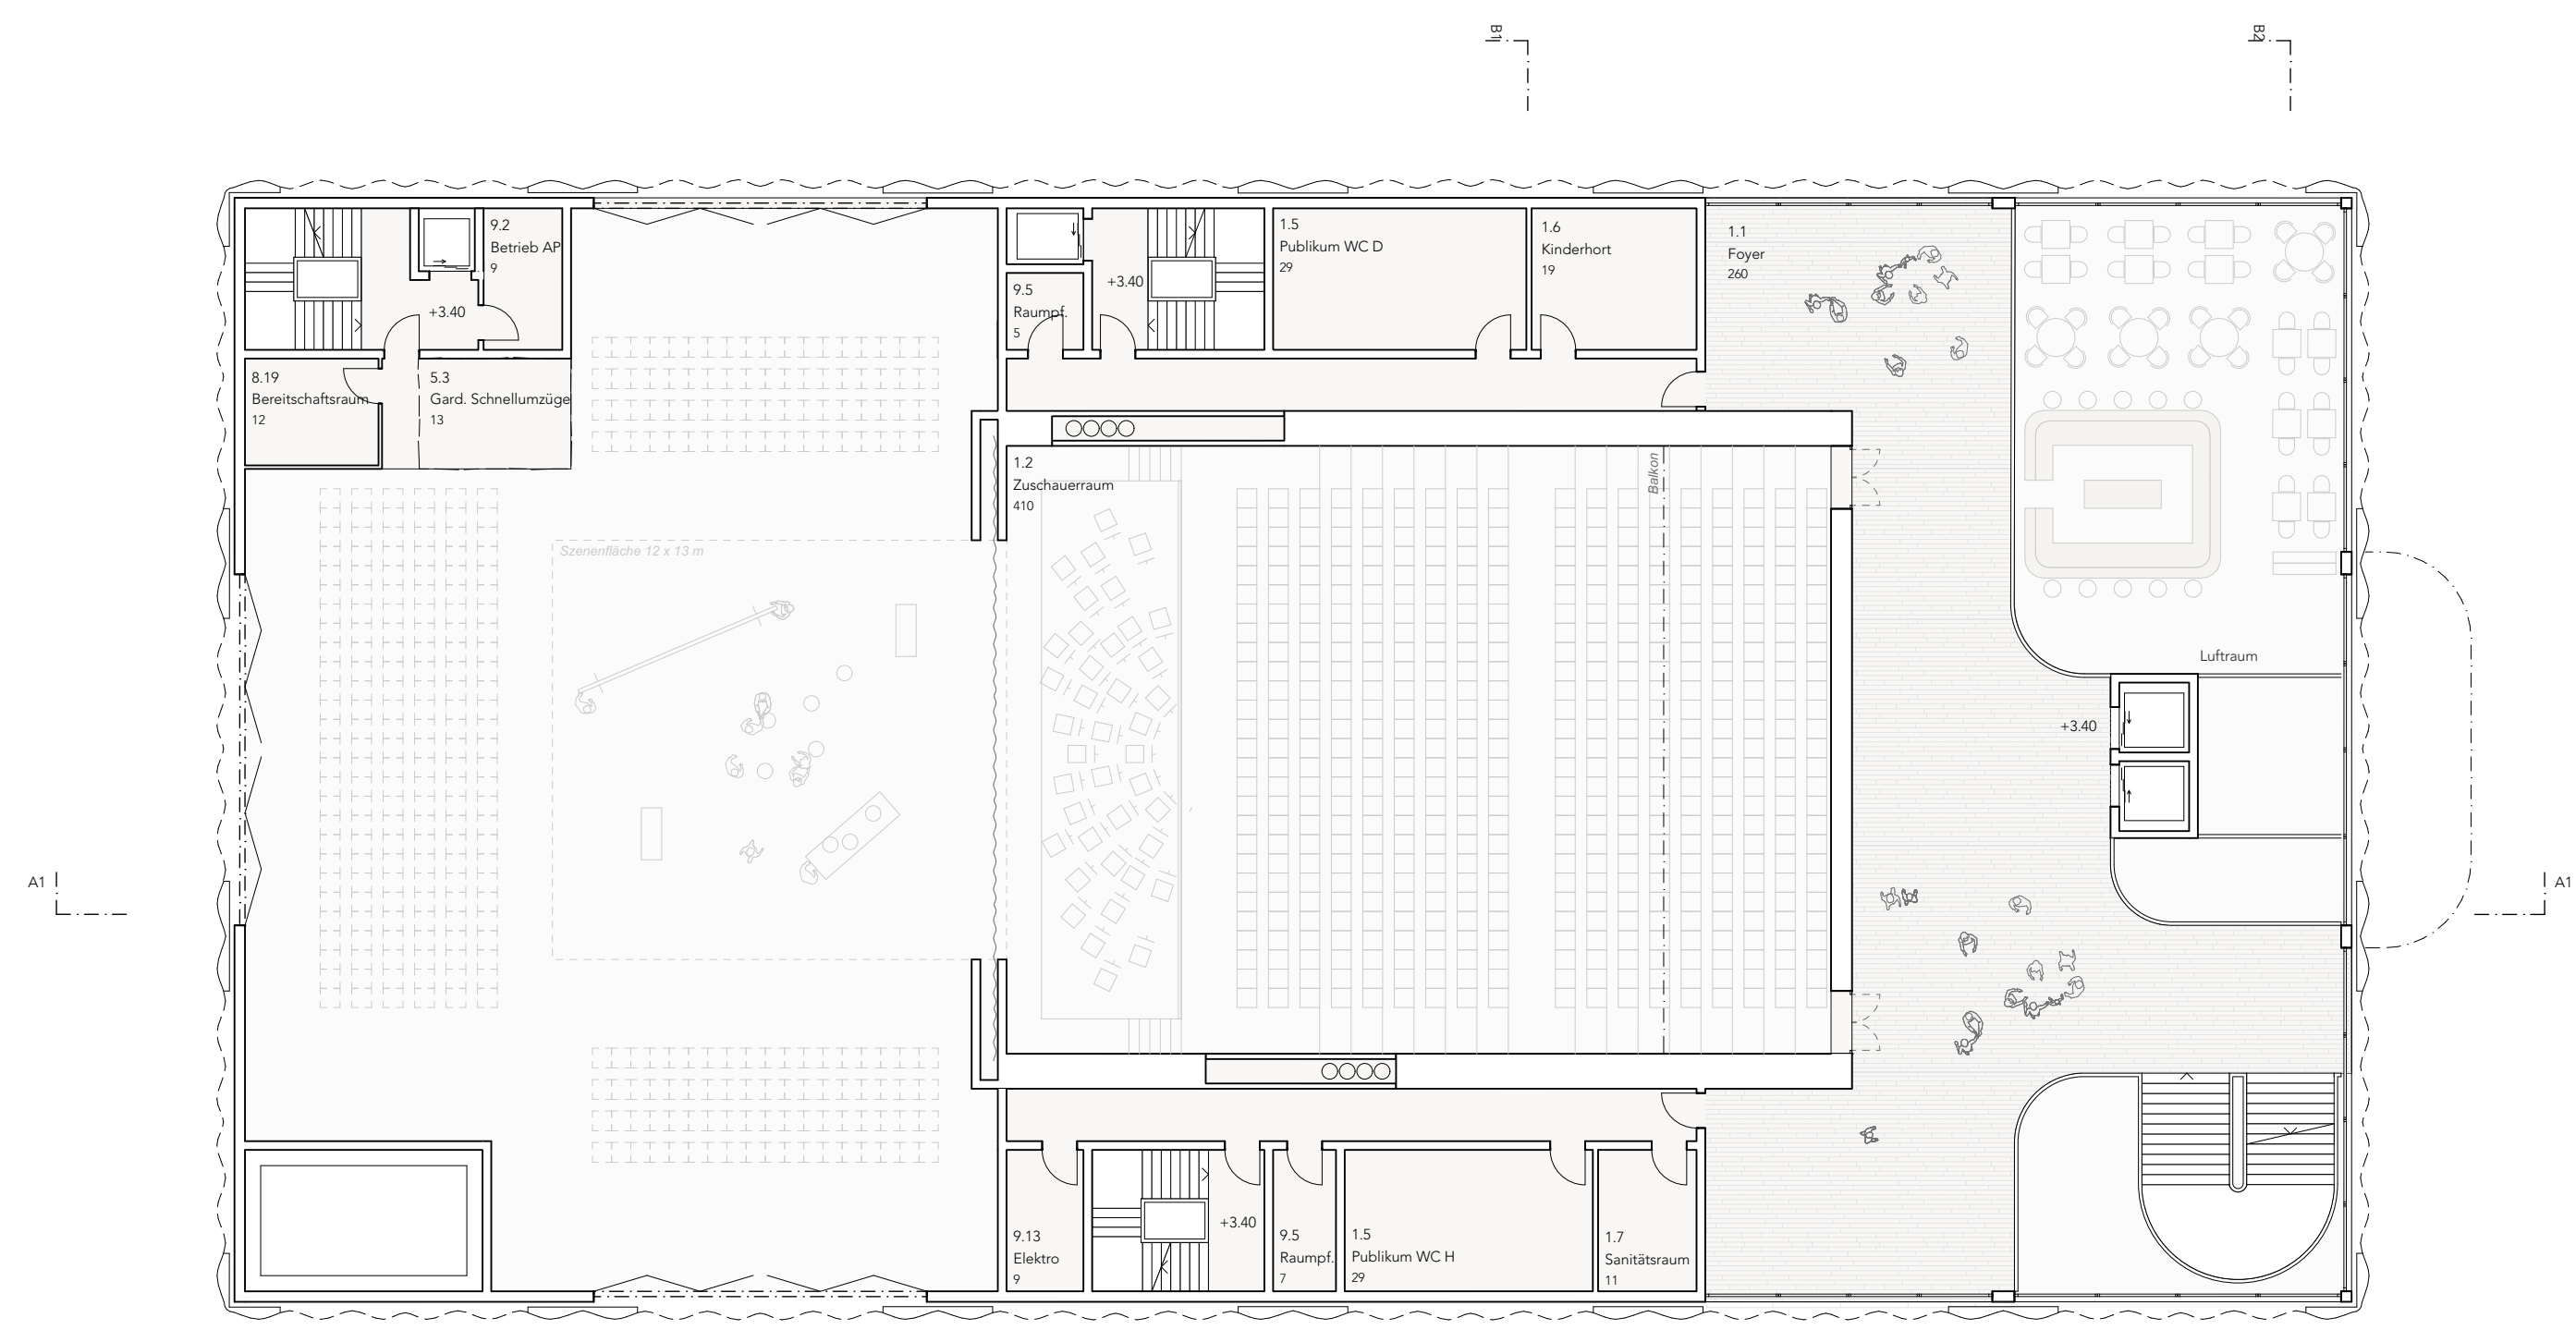 B1
B2
9.2
Betrieb AP
9
+3.40
8.19
Bereitschaftsraum
12
5.3
Gard. Schnellumzüge
13
9.5
Raumpf.
5
+3.40
1.5
Publikum WC D
29
1.6
Kinderhort
19
1.1
Foyer
260
1.2
Zuschauerraum
410
Balkon
Szenenfläche 12 x 13 m
Luftraum
+3.40
A1
A1
9.13
Elektro
9
+3.40
9.5
Raumpf.
7
1.5
Publikum WC H
29
1.7
Sanitätsraum
11